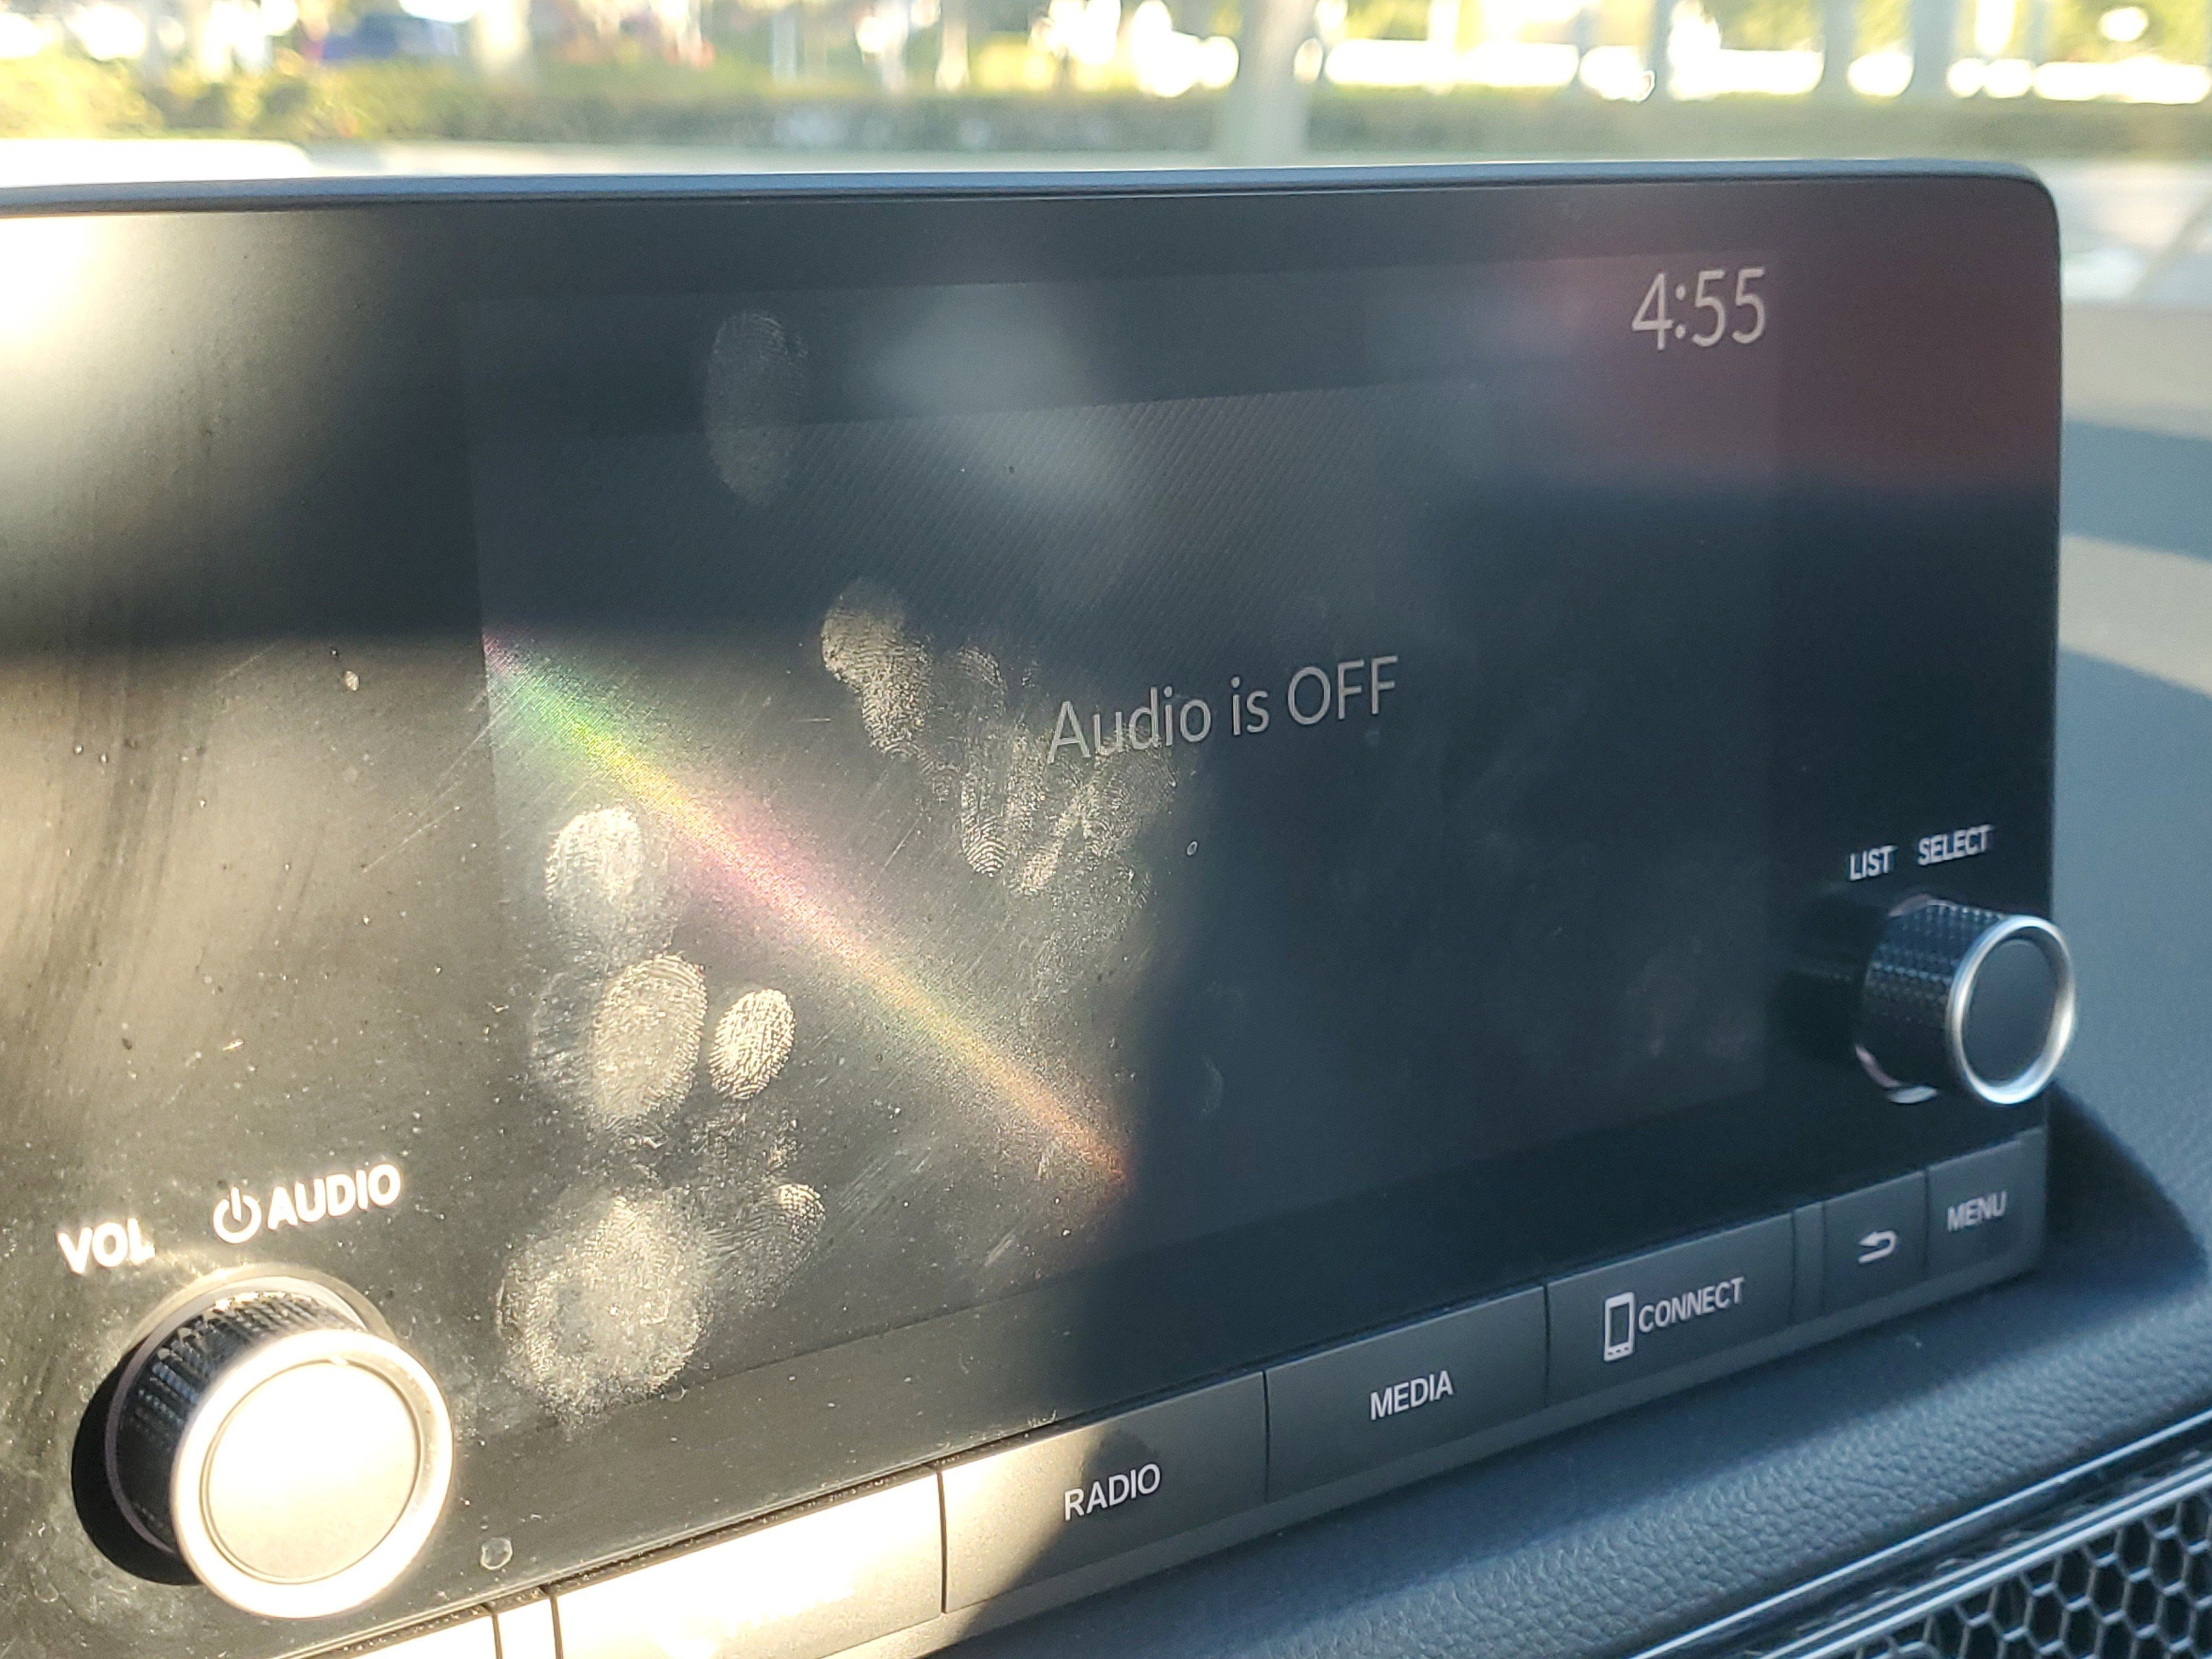 4:55
Audio is OFF
LIST SELECT
VOL AUDIO
RADIO
MEDIA
CONNECT
MENU